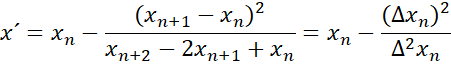 x´ = xₙ − (xₙ₊₁ − xₙ)² / (xₙ₊₂ − 2xₙ₊₁ + xₙ) = xₙ − (Δxₙ)² / Δ²xₙ